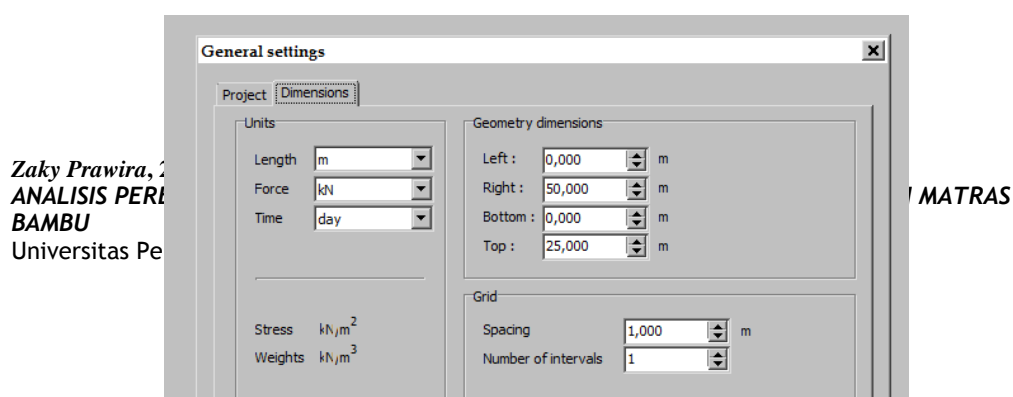 General settings
Project Dimensions
Units
Length m
Force kN
Time day
Stress kN/m²
Weights kN/m³
Geometry dimensions
Left : 0,000 m
Right : 50,000 m
Bottom : 0,000 m
Top : 25,000 m
Grid
Spacing 1,000 m
Number of intervals 1
Zaky Prawira,
ANALISIS MATRAS
BAMBU
Universitas